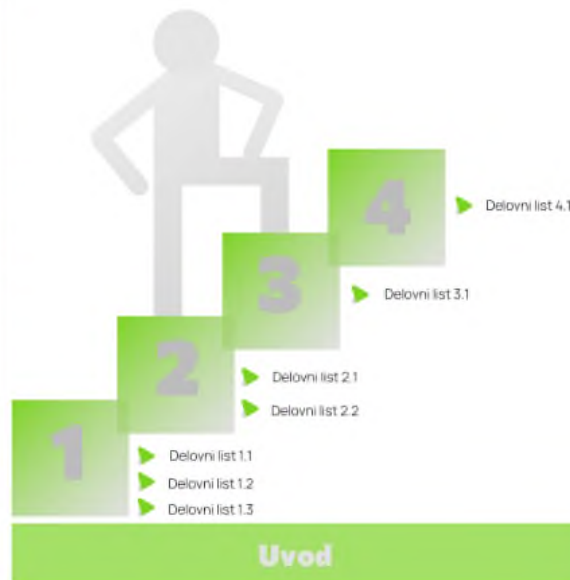 4
Delovni list 4.1
3
Delovni list 3.1
2
Delovni list 2.1
Delovni list 2.2
1
Delovni list 1.1
Delovni list 1.2
Delovni list 1.3
Uvod